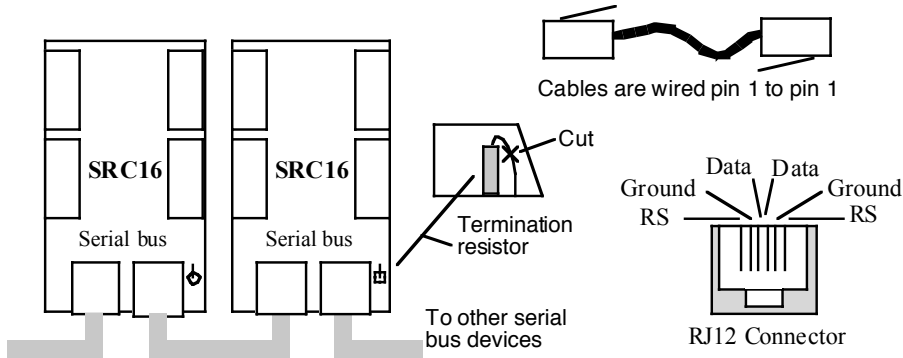 Cables are wired pin 1 to pin 1
SRC16
SRC16
Cut
Data
Data
Ground
Ground
RS
RS
Termination
resistor
Serial bus
Serial bus
To other serial
bus devices
RJ12 Connector